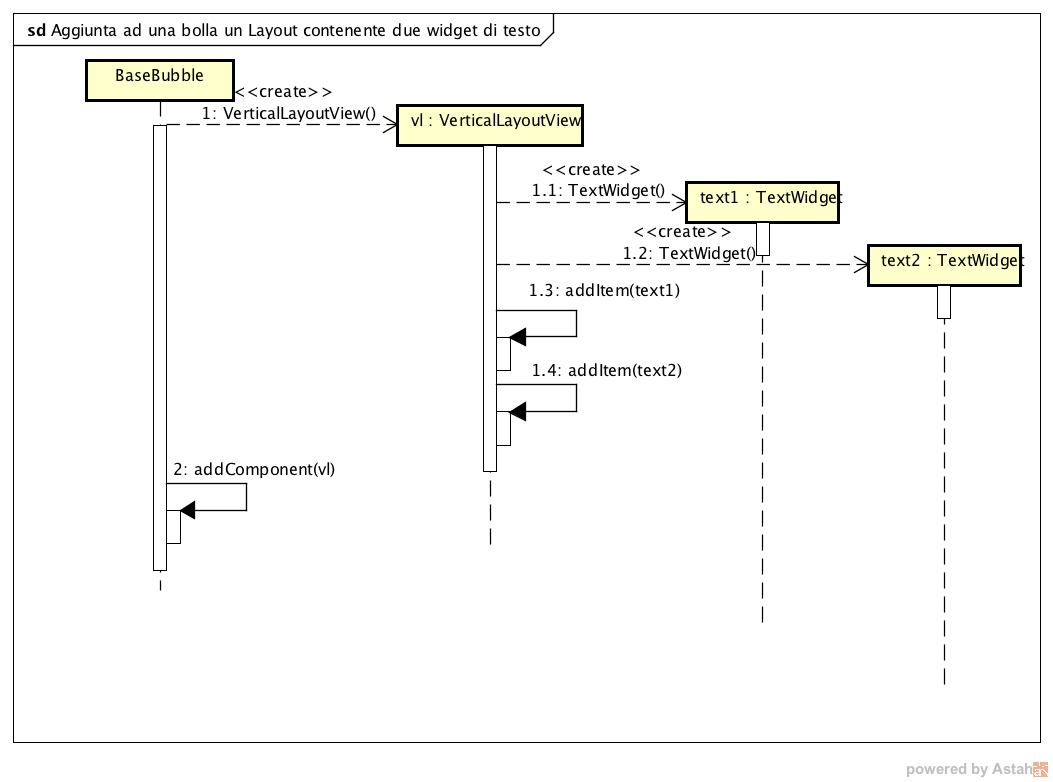 sd Aggiunta ad una bolla un Layout contenente due widget di testo
BaseBubble
<<create>>
1: VerticalLayoutView()
vl : VerticalLayoutView
<<create>>
1.1: TextWidget()
text1 : TextWidget
<<create>>
1.2: TextWidget()
text2 : TextWidget
1.3: addItem(text1)
1.4: addItem(text2)
2: addComponent(vl)
powered by Astah